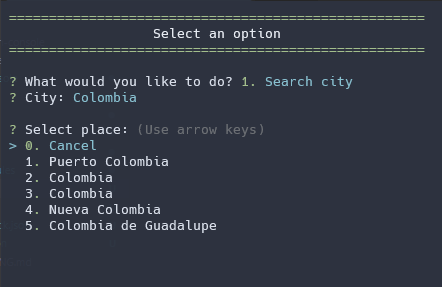 ====================================================
Select an option
====================================================
? What would you like to do? 1. Search city
? City: Colombia
? Select place: (Use arrow keys)
> 0. Cancel
1. Puerto Colombia
2. Colombia
3. Colombia
4. Nueva Colombia
5. Colombia de Guadalupe